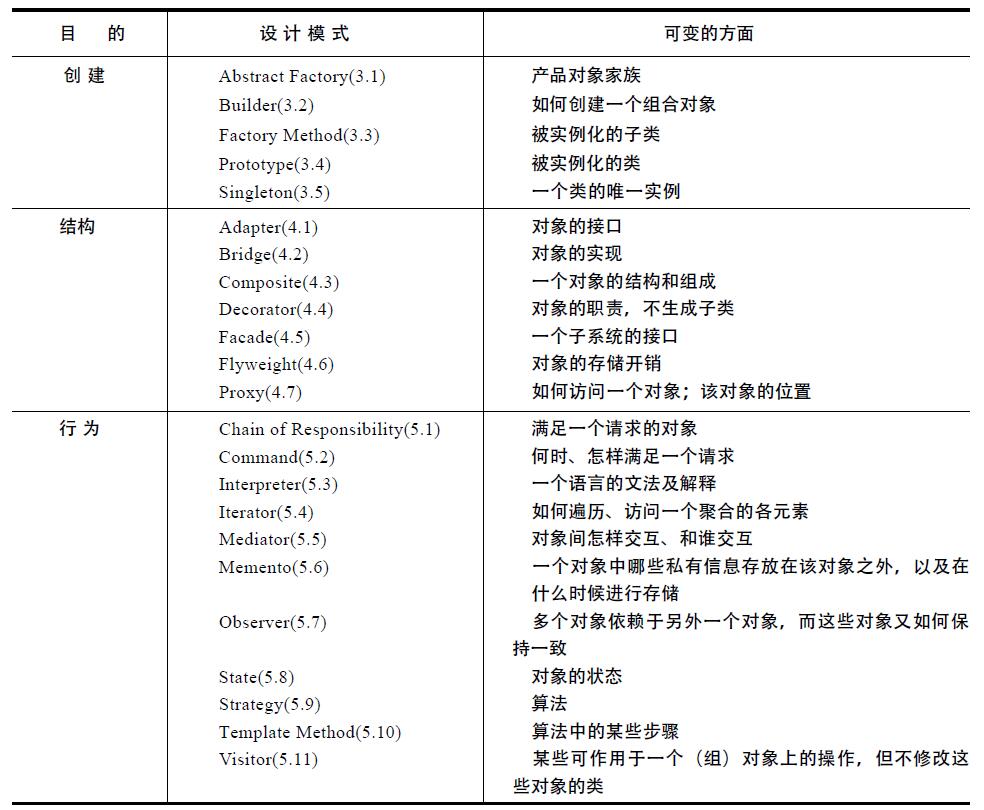 目 的 设 计 模 式 可变的方面
创 建 Abstract Factory(3.1) 产品对象家族
Builder(3.2) 如何创建一个组合对象
Factory Method(3.3) 被实例化的子类
Prototype(3.4) 被实例化的类
Singleton(3.5) 一个类的唯一实例
结构 Adapter(4.1) 对象的接口
Bridge(4.2) 对象的实现
Composite(4.3) 一个对象的结构和组成
Decorator(4.4) 对象的职责，不生成子类
Facade(4.5) 一个子系统的接口
Flyweight(4.6) 对象的存储开销
Proxy(4.7) 如何访问一个对象；该对象的位置
行 为 Chain of Responsibility(5.1) 满足一个请求的对象
Command(5.2) 何时、怎样满足一个请求
Interpreter(5.3) 一个语言的文法及解释
Iterator(5.4) 如何遍历、访问一个聚合的各元素
Mediator(5.5) 对象间怎样交互、和谁交互
Memento(5.6) 一个对象中哪些私有信息存放在该对象之外，以及在
什么时候进行存储
Observer(5.7) 多个对象依赖于另外一个对象，而这些对象又如何保
持一致
State(5.8) 对象的状态
Strategy(5.9) 算法
Template Method(5.10) 算法中的某些步骤
Visitor(5.11) 某些可作用于一个（组）对象上的操作，但不修改这
些对象的类